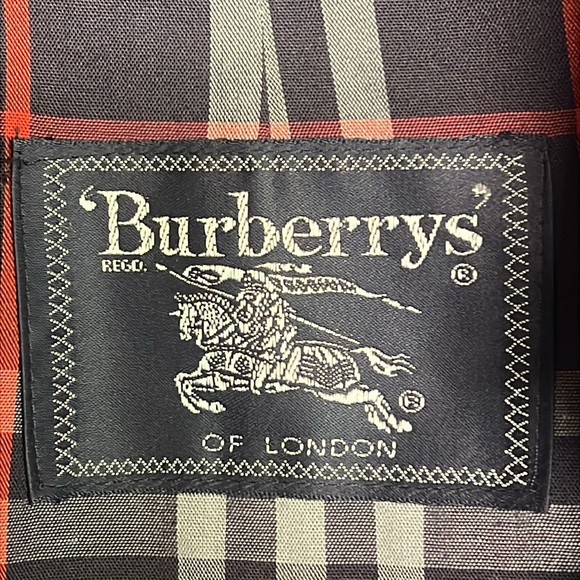 'Burberrys'
REGD. ®
®
OF LONDON